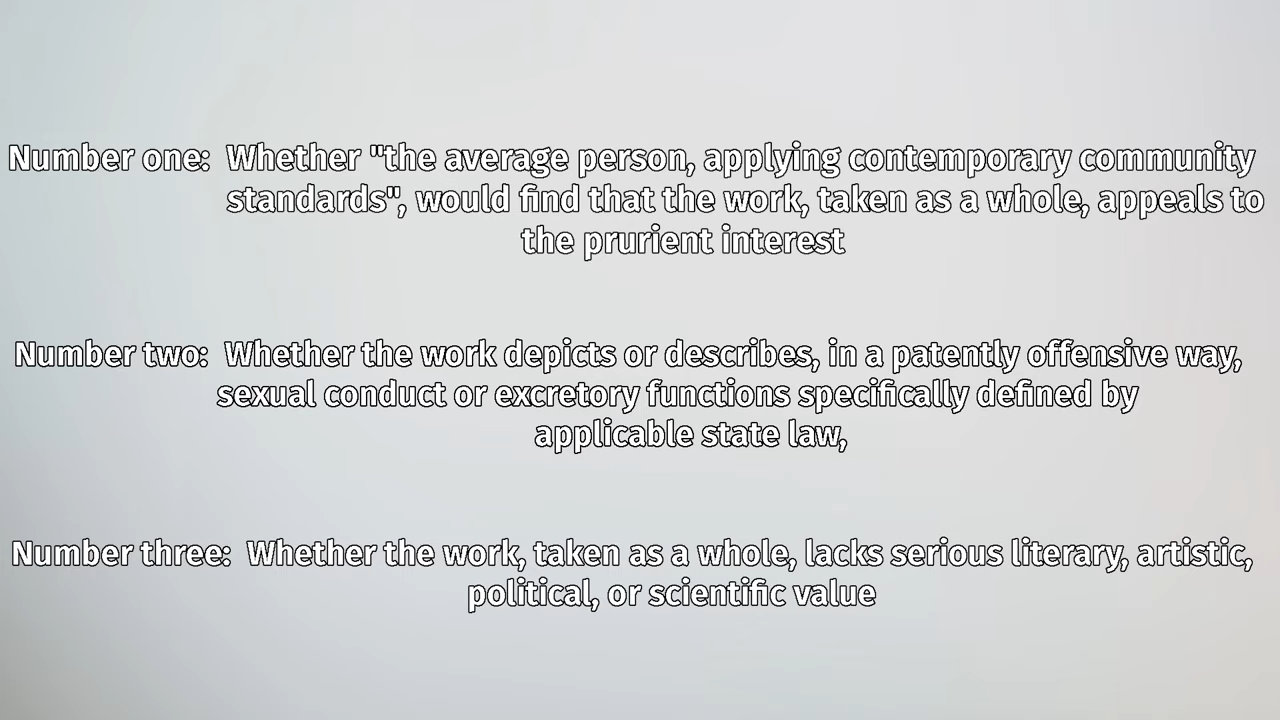 Number one: Whether "the average person, applying contemporary community
standards", would find that the work, taken as a whole, appeals to
the prurient interest
Number two: Whether the work depicts or describes, in a patently offensive way,
sexual conduct or excretory functions specifically defined by
applicable state law,
Number three: Whether the work, taken as a whole, lacks serious literary, artistic,
political, or scientific value